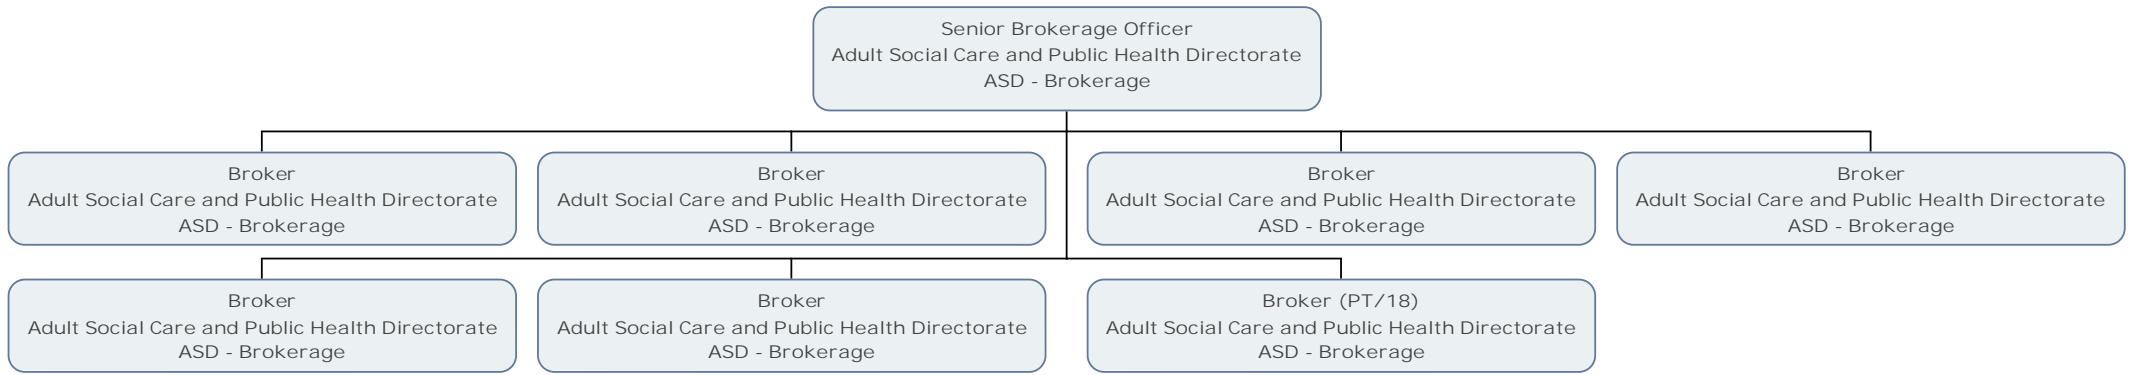 Senior Brokerage Officer
Adult Social Care and Public Health Directorate
ASD - Brokerage
Broker
Adult Social Care and Public Health Directorate
ASD - Brokerage
Broker
Adult Social Care and Public Health Directorate
ASD - Brokerage
Broker
Adult Social Care and Public Health Directorate
ASD - Brokerage
Broker
Adult Social Care and Public Health Directorate
ASD - Brokerage
Broker
Adult Social Care and Public Health Directorate
ASD - Brokerage
Broker
Adult Social Care and Public Health Directorate
ASD - Brokerage
Broker (PT/18)
Adult Social Care and Public Health Directorate
ASD - Brokerage